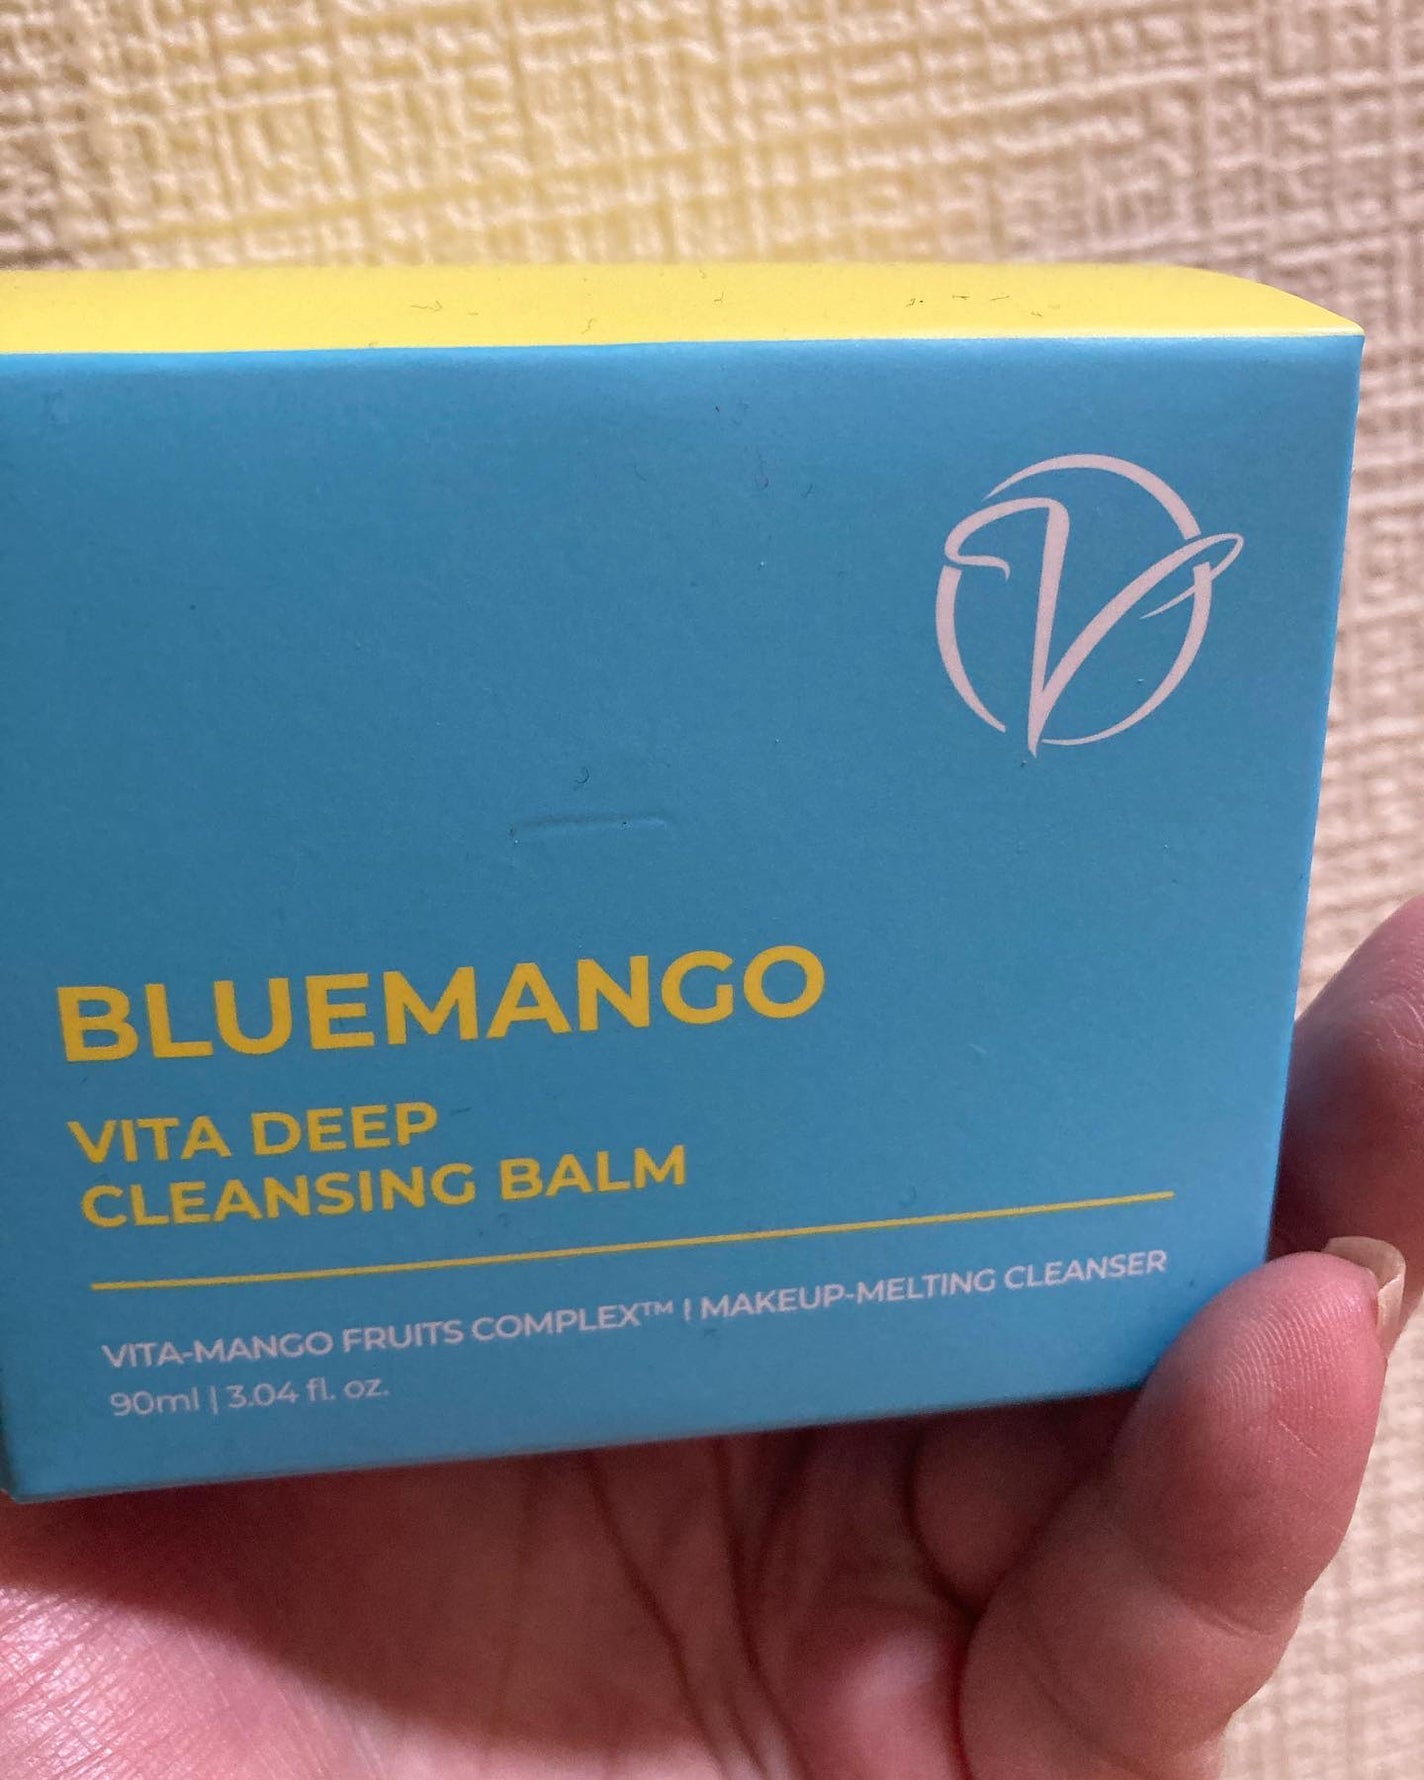 V
BLUEMANGO
VITA DEEP
CLEANSING BALM
VITA-MANGO FRUITS COMPLEX™ | MAKEUP-MELTING CLEANSER
90ml | 3.04 fl. oz.